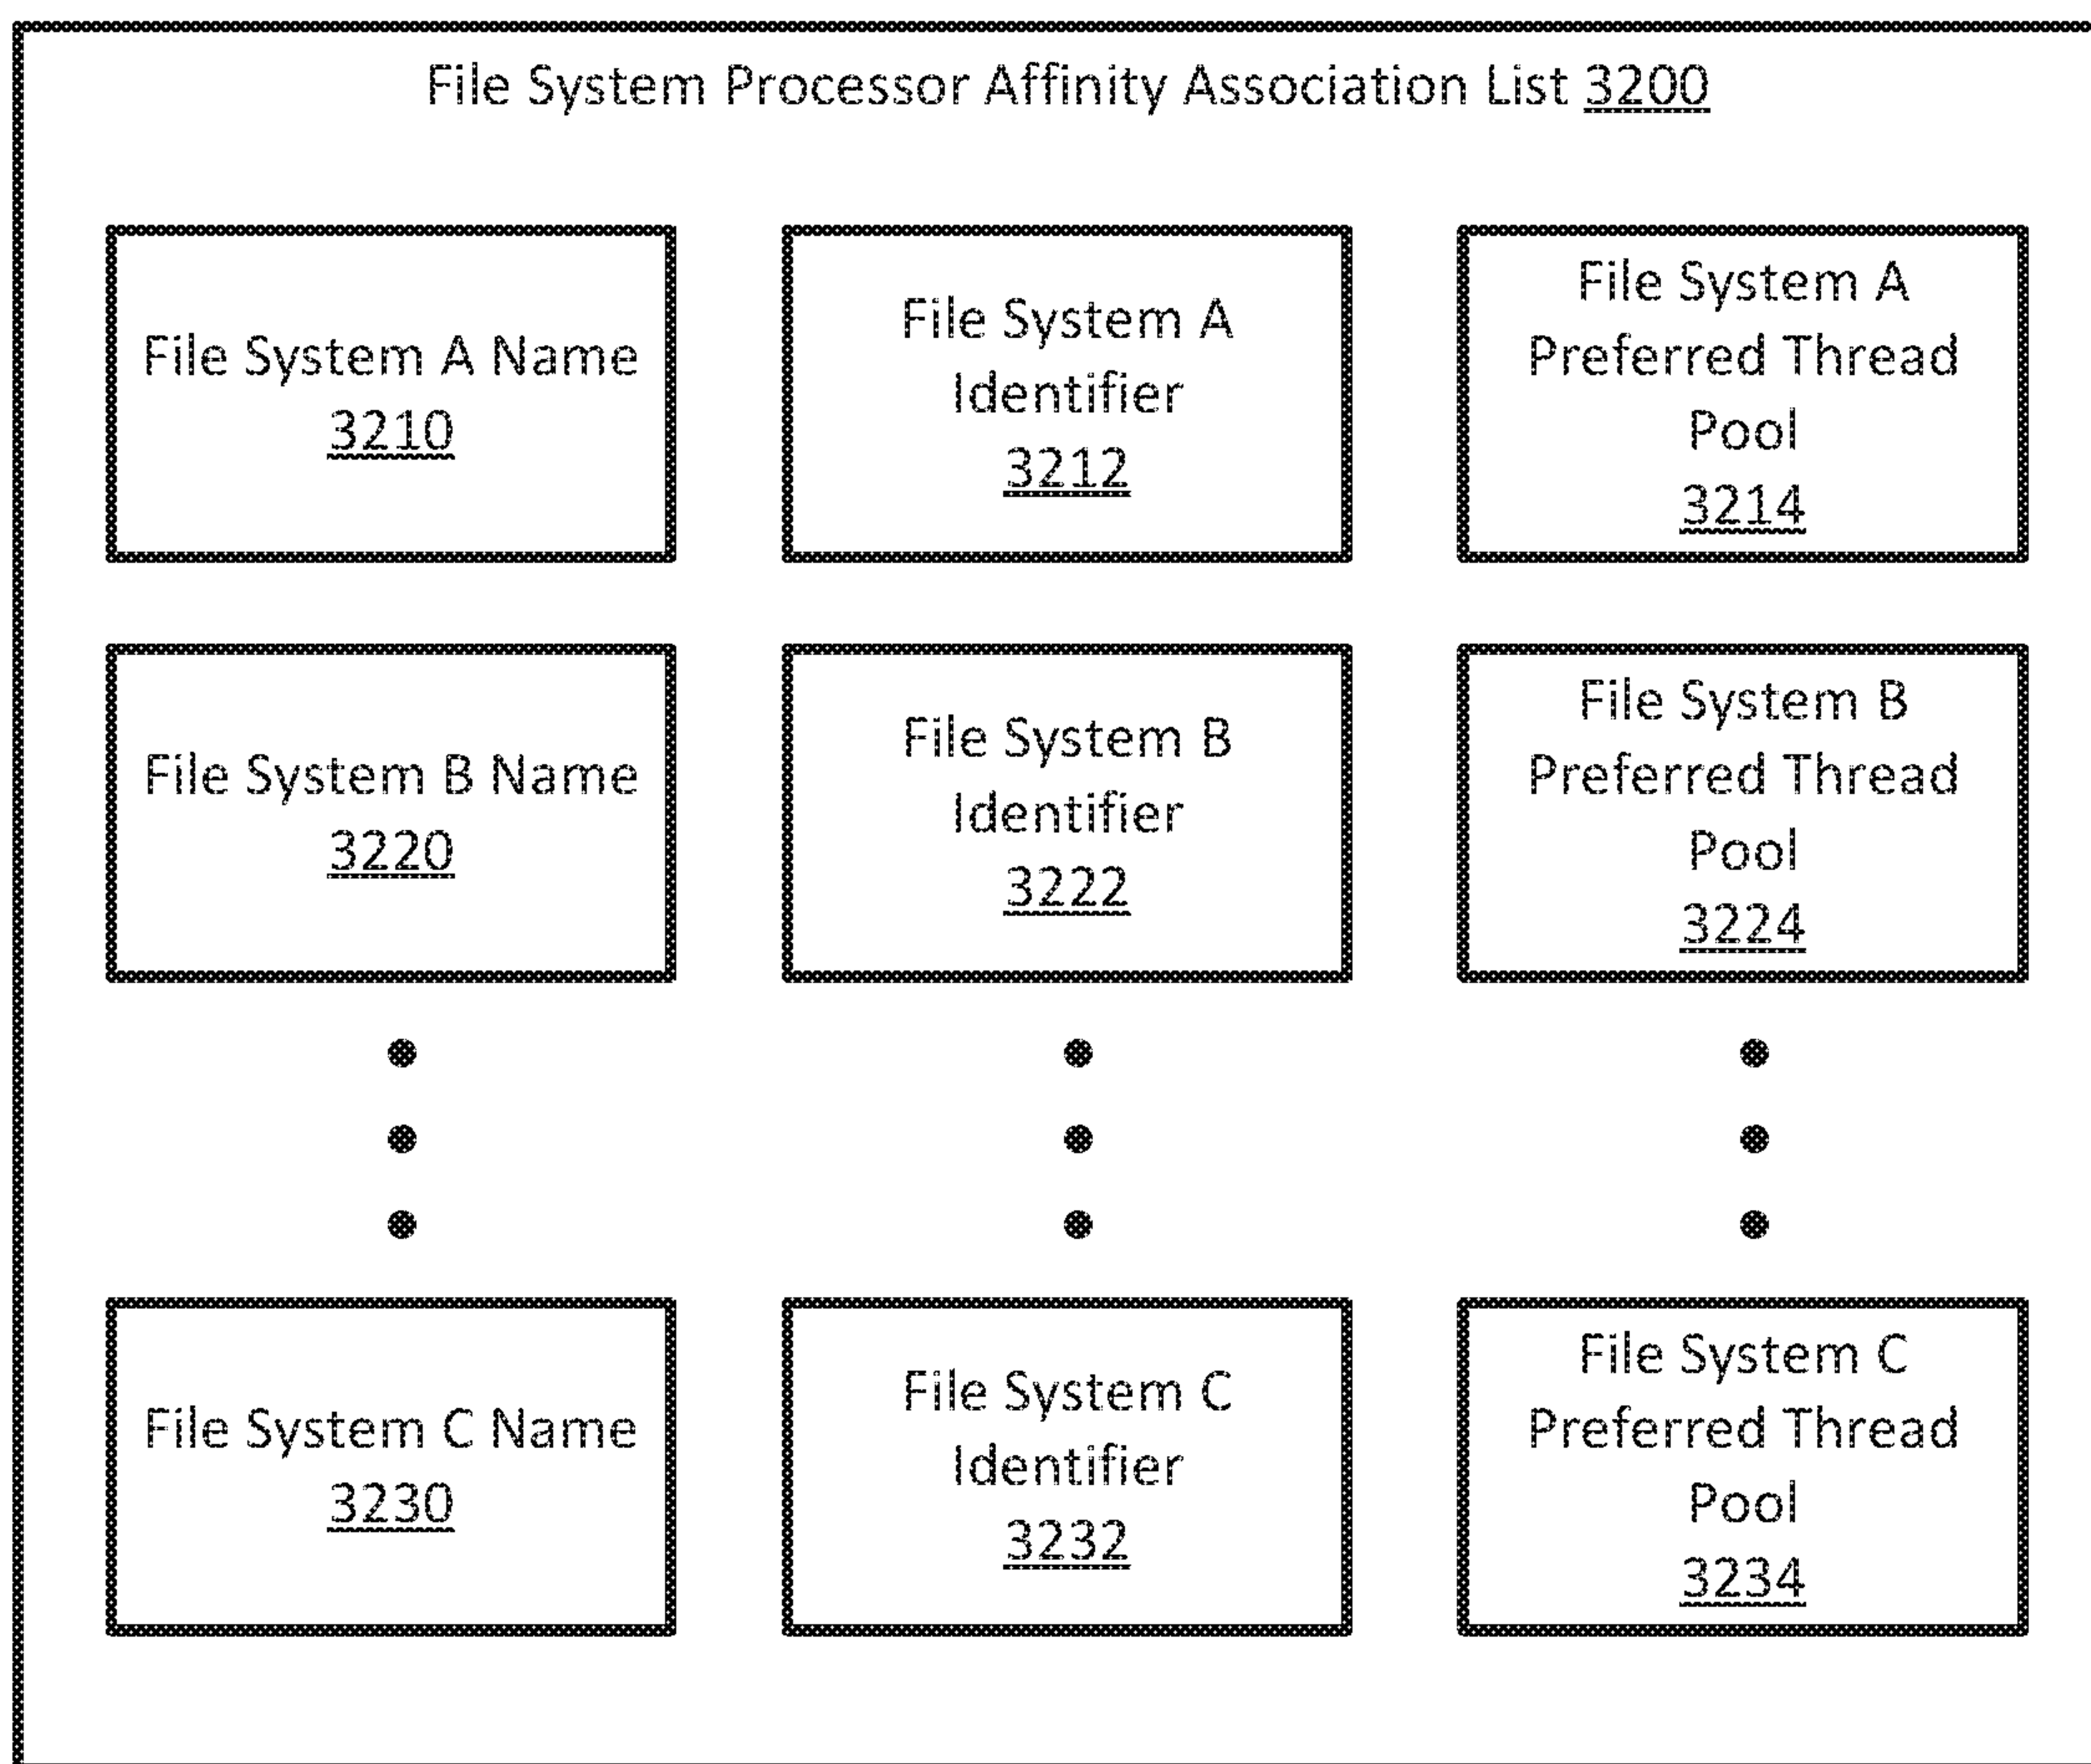 File System Processor Affinity Association List 3200
File System A Name
3210
File System A
Identifier
3212
File System A
Preferred Thread
Pool
3214
File System B Name
3220
File System B
Identifier
3222
File System B
Preferred Thread
Pool
3224
File System C Name
3230
File System C
Identifier
3232
File System C
Preferred Thread
Pool
3234